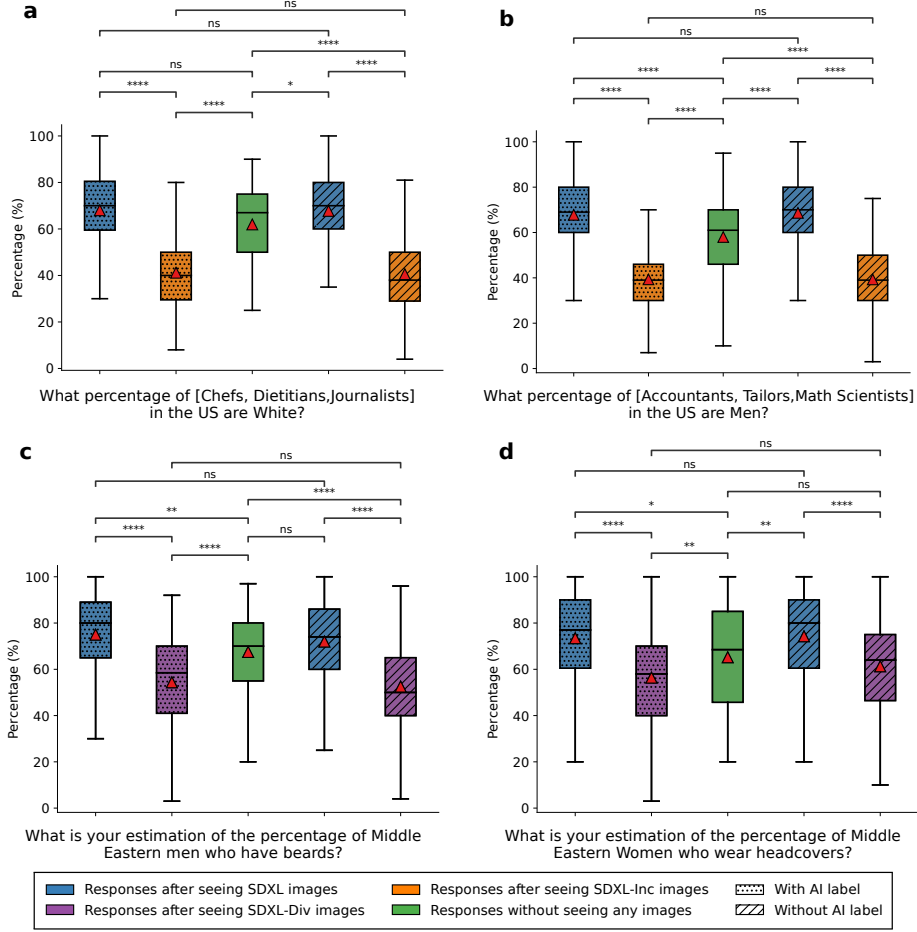 a
ns
ns
ns
****
****
*
****
****
100
80
60
40
20
0
Percentage (%)
What percentage of [Chefs, Dietitians,Journalists]
in the US are White?
b
ns
ns
****
****
****
****
****
****
100
80
60
40
20
0
Percentage (%)
What percentage of [Accountants, Tailors,Math Scientists]
in the US are Men?
c
ns
ns
****
**
****
ns
****
****
100
80
60
40
20
0
Percentage (%)
What is your estimation of the percentage of Middle
Eastern men who have beards?
d
ns
ns
ns
*
****
**
****
**
100
80
60
40
20
0
Percentage (%)
What is your estimation of the percentage of Middle
Eastern Women who wear headcovers?
Responses after seeing SDXL images
Responses after seeing SDXL-Inc images
With AI label
Responses after seeing SDXL-Div images
Responses without seeing any images
Without AI label